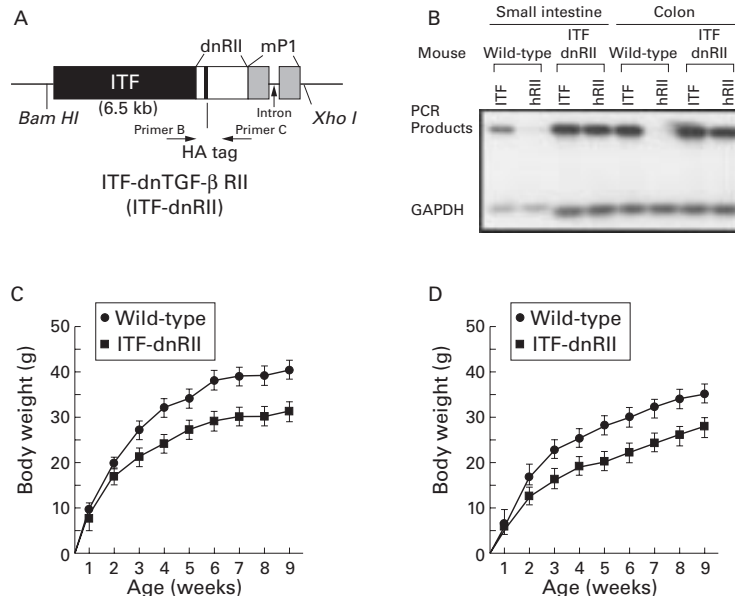 A
dnRII mP1
ITF
(6.5 kb)
Bam HI
Intron
Xho I
Primer B
Primer C
HA tag
ITF-dnTGF-β RII
(ITF-dnRII)
B
Small intestine Colon
Mouse Wild-type ITF dnRII Wild-type ITF dnRII
ITF hRII ITF hRII ITF hRII ITF hRII
PCR
Products
GAPDH
C
Wild-type
ITF-dnRII
Body weight (g)
50
40
30
20
10
0
1 2 3 4 5 6 7 8 9
Age (weeks)
D
Wild-type
ITF-dnRII
Body weight (g)
50
40
30
20
10
0
1 2 3 4 5 6 7 8 9
Age (weeks)